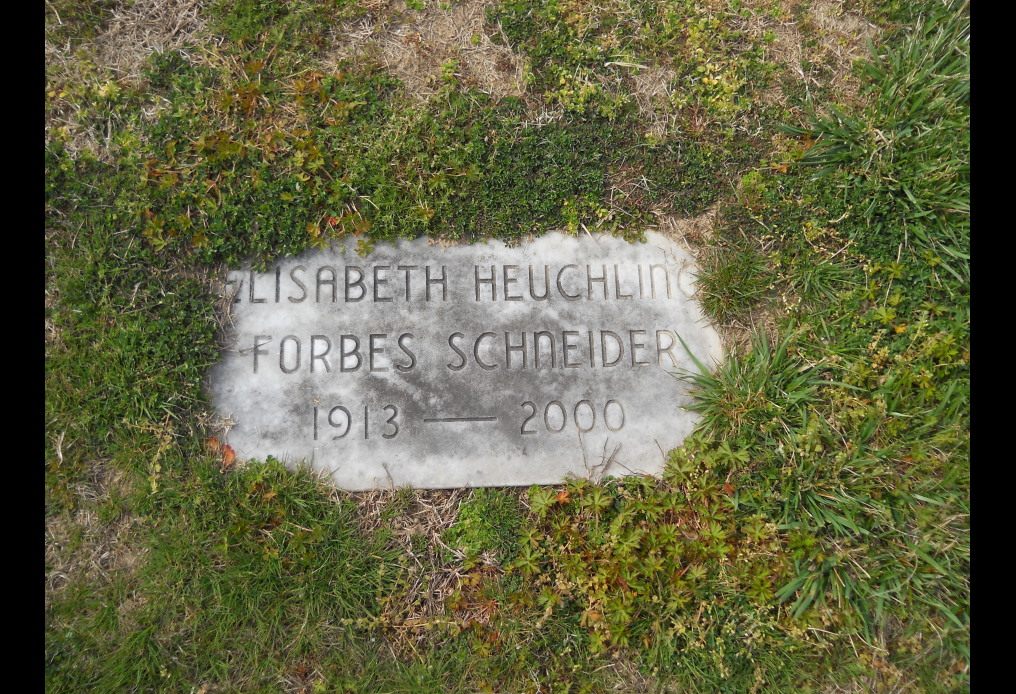 ELISABETH HEUCHLING
FORBES SCHNEIDER
1913 — 2000